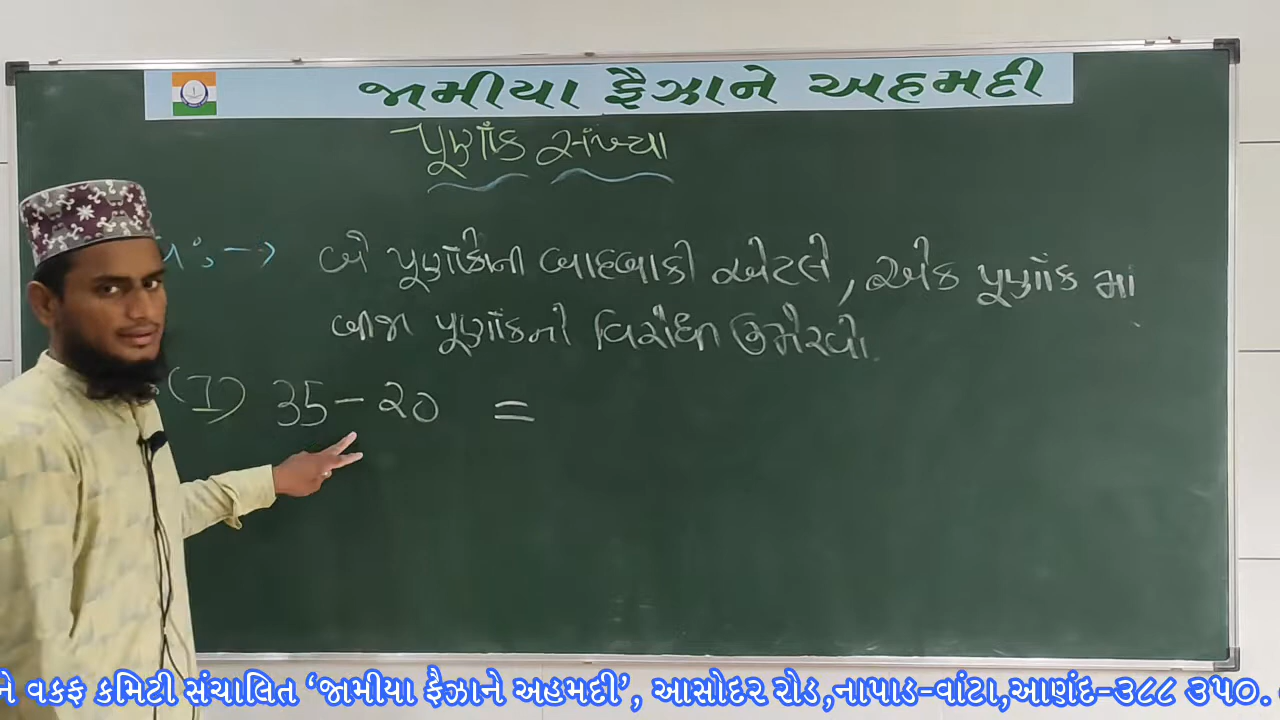 જામીયા ફૈઝાને અહમદી
પૂર્ણાંક સંખ્યા
બે પૂર્ણાંકોની બાદબાકી એટલે, એક પૂર્ણાંક માં
બીજા પૂર્ણાંકનો વિરોધી ઉમેરવો.
(I) 35 – 20 =
ને વકફ કમિટી સંચાલિત ‘જામીયા ફૈઝાને અહમદી’, આસોદર રોડ,નાપાડ-વાંટા,આણંદ-૩૮૮ ૩૫૦.